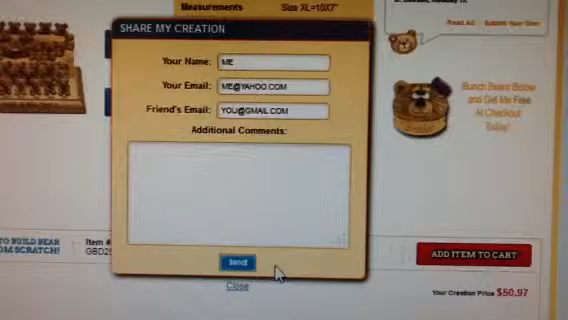 Measurements
Size XL=10X7"
Read All
Submit Your Own
SHARE MY CREATION
Your Name:
ME
Your Email:
ME@YAHOO.COM
Friend's Email:
YOU@GMAIL.COM
Additional Comments:
Bunch Bears Below
and Get Me Free
At Checkout
Today!
Send!
Close
TO BUILD BEAR
OM SCRATCH!
Item #
ADD ITEM TO CART
Your Creation Price $50.97